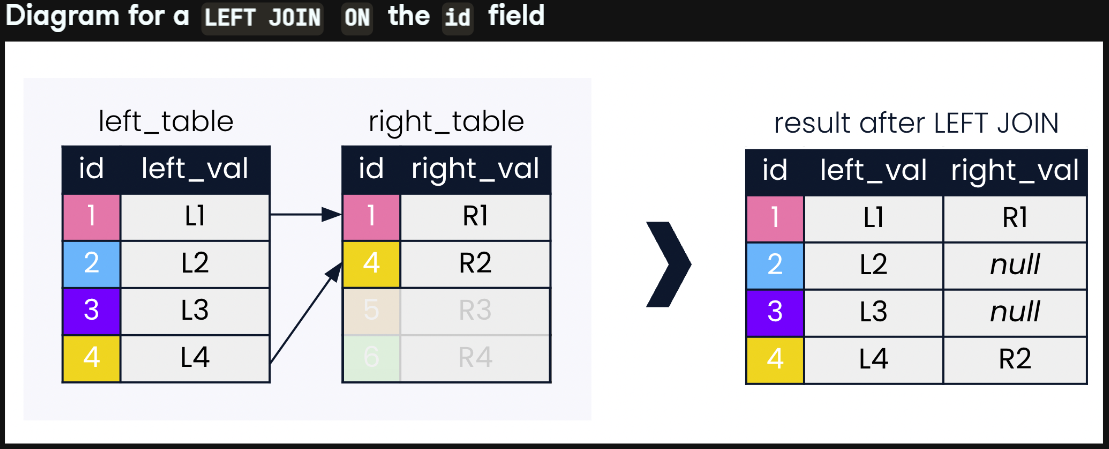 Diagram for a LEFT JOIN ON the id field
left_table
id left_val
1 L1
2 L2
3 L3
4 L4
right_table
id right_val
1 R1
4 R2
5 R3
6 R4
result after LEFT JOIN
id left_val right_val
1 L1 R1
2 L2 null
3 L3 null
4 L4 R2